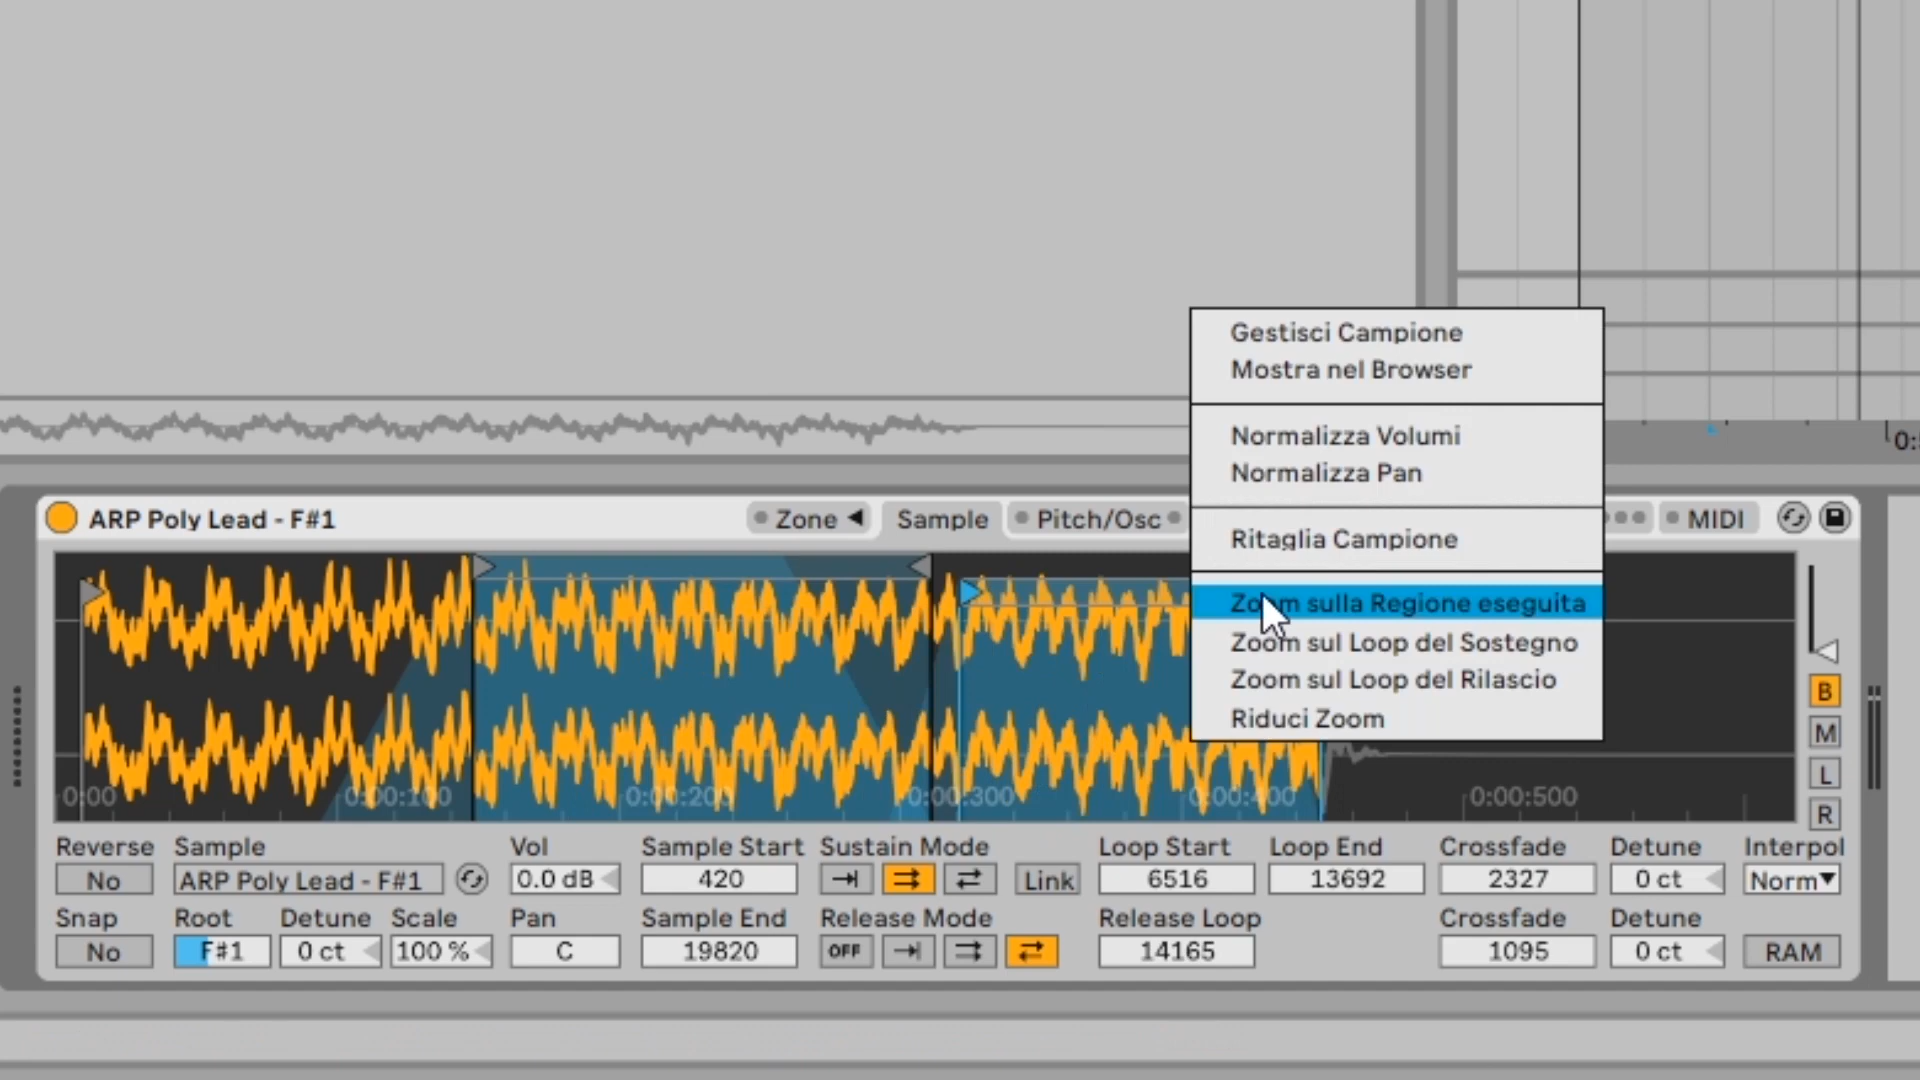 Gestisci Campione
Mostra nel Browser
Normalizza Volumi
Normalizza Pan
Ritaglia Campione
Zoom sulla Regione eseguita
Zoom sul Loop del Sostegno
Zoom sul Loop del Rilascio
Riduci Zoom
ARP Poly Lead - F#1 Zone Sample Pitch/Osc MIDI
B
M
L
R
0:00 0:00:100 0:00:200 0:00:300 0:00:400 0:00:500
Reverse Sample Vol Sample Start Sustain Mode Loop Start Loop End Crossfade Detune Interpol
No ARP Poly Lead - F#1 0.0 dB 420 Link 6516 13692 2327 0 ct Norm
Snap Root Detune Scale Pan Sample End Release Mode Release Loop Crossfade Detune
No F#1 0 ct 100 % C 19820 OFF 14165 1095 0 ct RAM